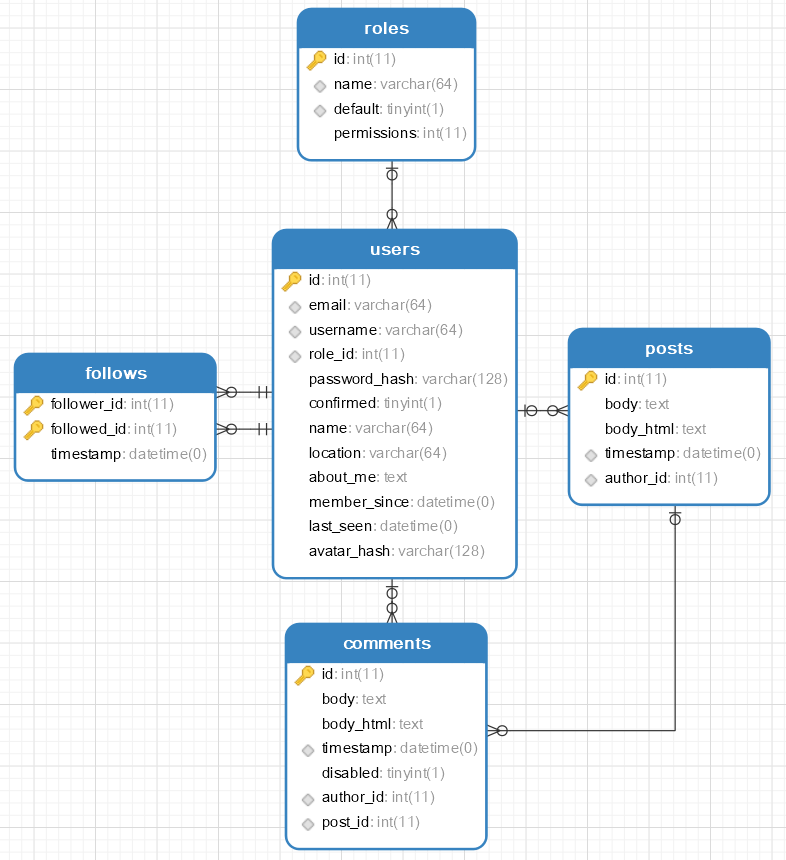 roles
id: int(11)
name: varchar(64)
default: tinyint(1)
permissions: int(11)
users
id: int(11)
email: varchar(64)
username: varchar(64)
role_id: int(11)
password_hash: varchar(128)
confirmed: tinyint(1)
name: varchar(64)
location: varchar(64)
about_me: text
member_since: datetime(0)
last_seen: datetime(0)
avatar_hash: varchar(128)
follows
follower_id: int(11)
followed_id: int(11)
timestamp: datetime(0)
posts
id: int(11)
body: text
body_html: text
timestamp: datetime(0)
author_id: int(11)
comments
id: int(11)
body: text
body_html: text
timestamp: datetime(0)
disabled: tinyint(1)
author_id: int(11)
post_id: int(11)